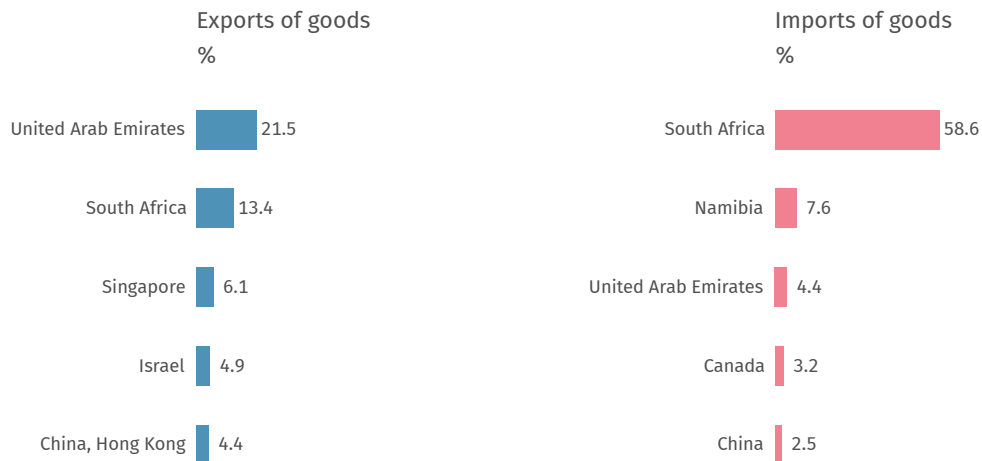 Exports of goods
%
United Arab Emirates 21.5
South Africa 13.4
Singapore 6.1
Israel 4.9
China, Hong Kong 4.4
Imports of goods
%
South Africa 58.6
Namibia 7.6
United Arab Emirates 4.4
Canada 3.2
China 2.5